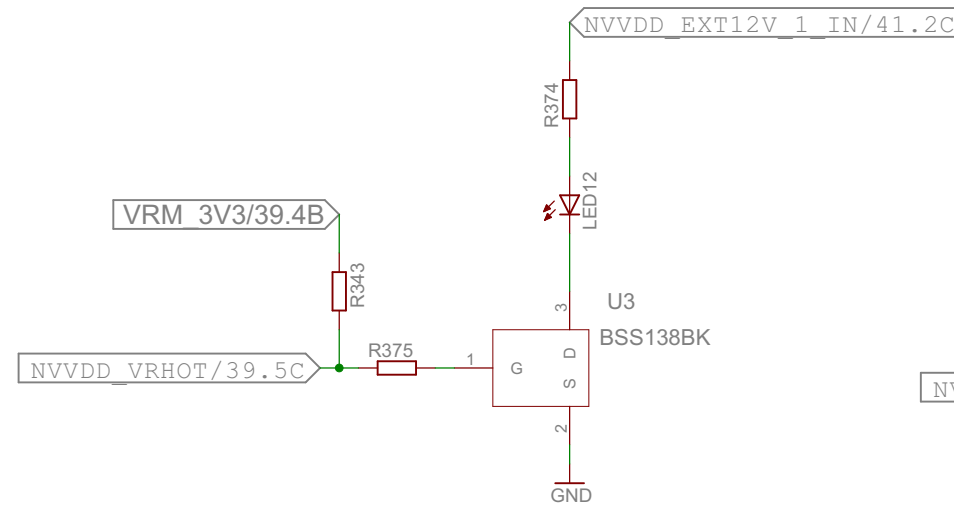 NVVDD_EXT12V_1_IN/41.2C
R374
LED12
VRM_3V3/39.4B
R343
U3
BSS138BK
3
D
R375
1
G
S
NVVDD_VRHOT/39.5C
2
GND
NV